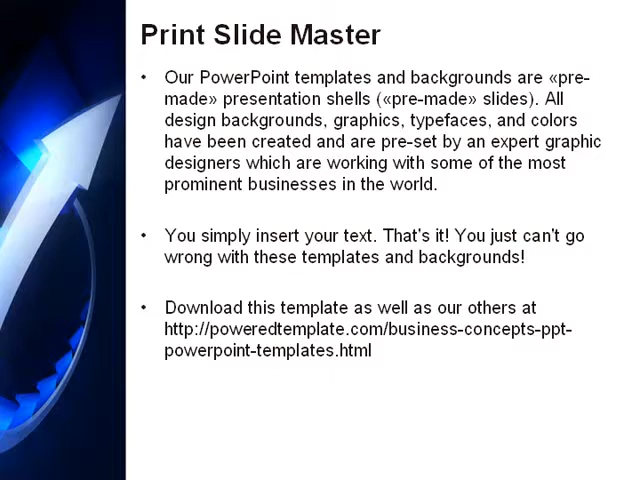 Print Slide Master
• Our PowerPoint templates and backgrounds are «pre-
made» presentation shells («pre-made» slides). All
design backgrounds, graphics, typefaces, and colors
have been created and are pre-set by an expert graphic
designers which are working with some of the most
prominent businesses in the world.
• You simply insert your text. That's it! You just can't go
wrong with these templates and backgrounds!
• Download this template as well as our others at
http://poweredtemplate.com/business-concepts-ppt-
powerpoint-templates.html